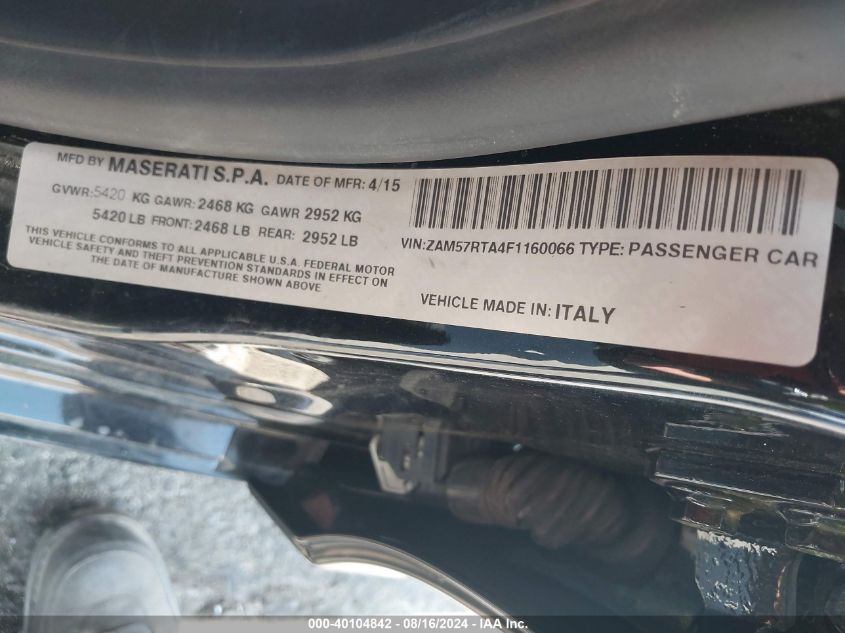 MFD BY MASERATI S.P.A. DATE OF MFR: 4/15
GVWR:5420 KG GAWR: 2468 KG GAWR 2952 KG
5420 LB FRONT: 2468 LB REAR: 2952 LB
THIS VEHICLE CONFORMS TO ALL APPLICABLE U.S.A. FEDERAL MOTOR
VEHICLE SAFETY AND THEFT PREVENTION STANDARDS IN EFFECT ON
THE DATE OF MANUFACTURE SHOWN ABOVE
VIN:ZAM57RTA4F1160066 TYPE: PASSENGER CAR
VEHICLE MADE IN: ITALY
000-40104842 / 08/16/2024 / IAA Inc.